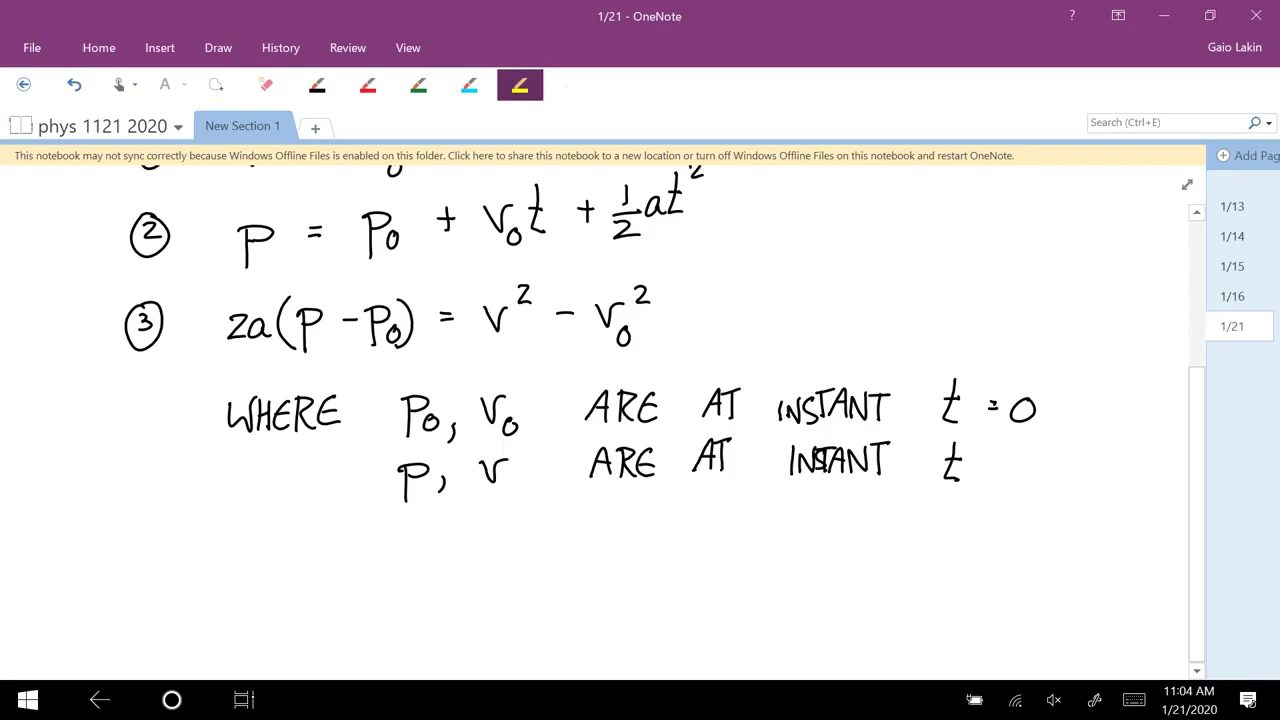 1/21 - OneNote
?
File Home Insert Draw History Review View Gaio Lakin
A
phys 1121 2020 New Section 1 + Search (Ctrl+E)
This notebook may not sync correctly because Windows Offline Files is enabled on this folder. Click here to share this notebook to a new location or turn off Windows Offline Files on this notebook and restart OneNote.
Add Pag
1/13
1/14
1/15
1/16
1/21
② p = p₀ + v₀t + ½at²
③ 2a(p - p₀) = v² - v₀²
WHERE p₀, v₀ ARE AT INSTANT t = 0
p, v ARE AT INSTANT t
11:04 AM
1/21/2020